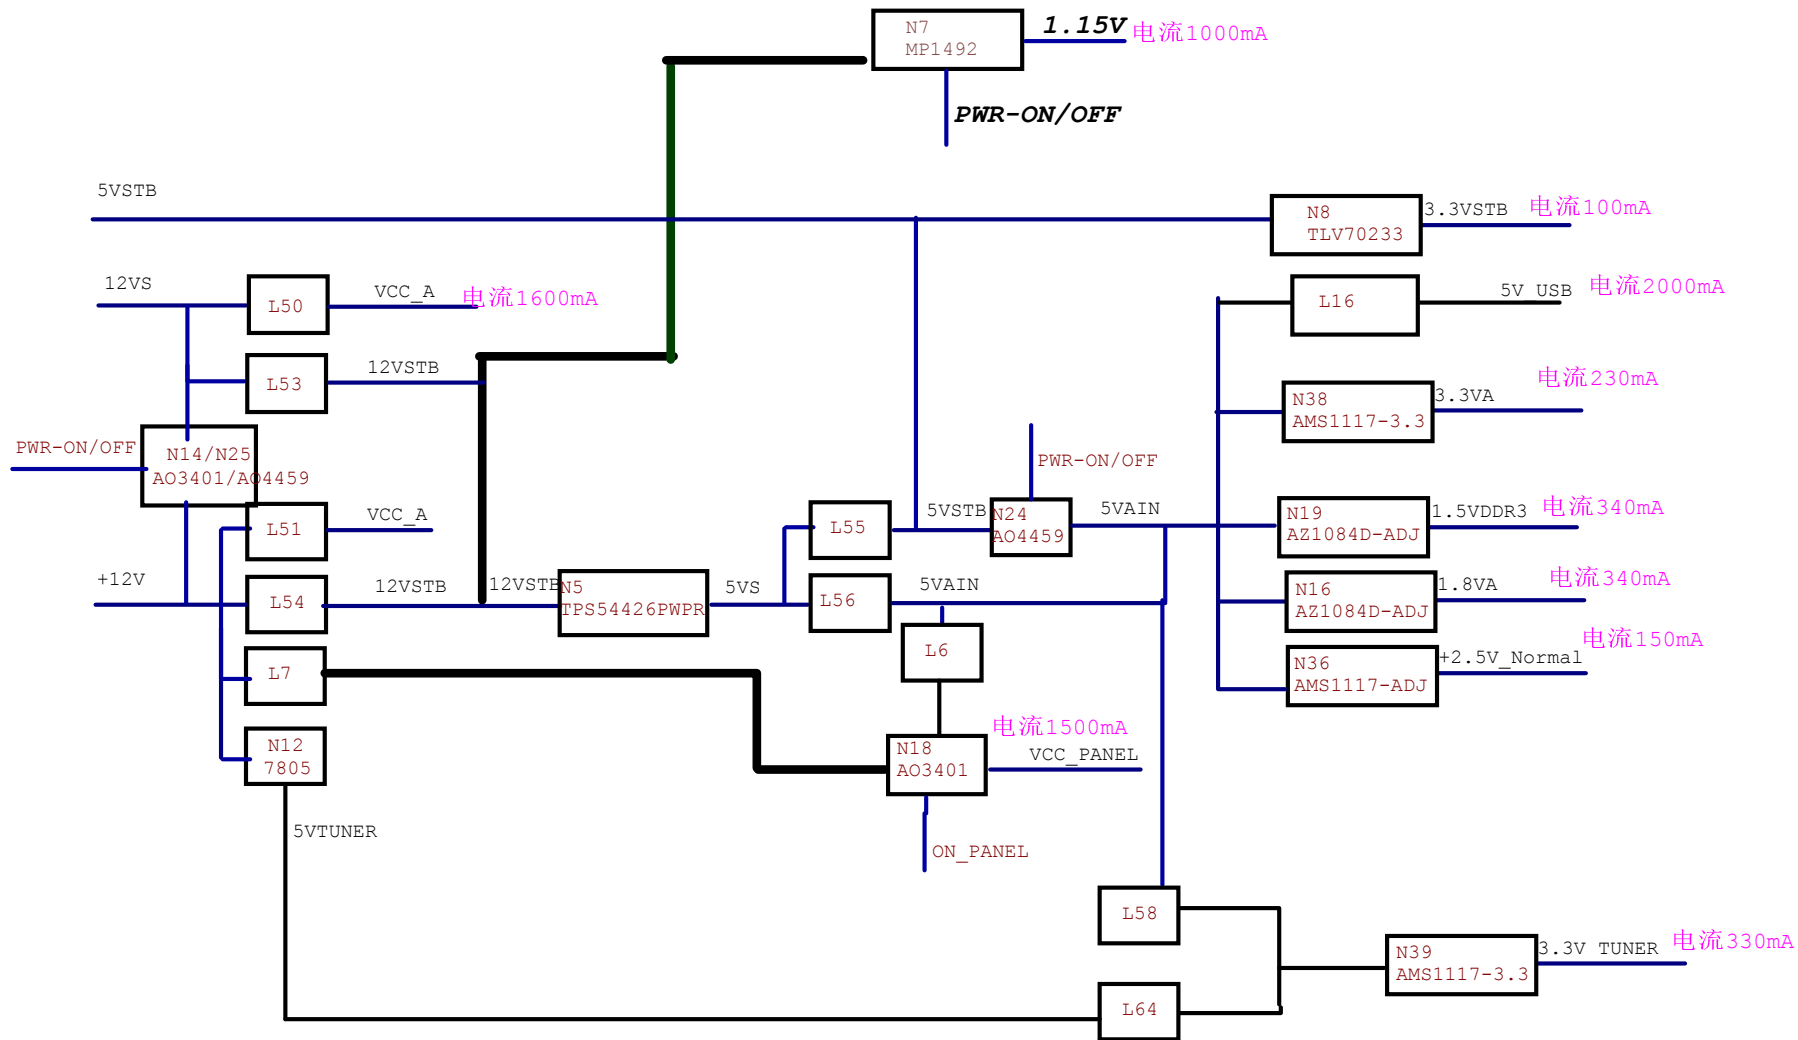 N7
MP1492
1.15V
电流1000mA
PWR-ON/OFF
5VSTB
N8
TLV70233
3.3VSTB
电流100mA
12VS
L50
VCC_A
电流1600mA
L16
5V_USB
电流2000mA
L53
12VSTB
N38
AMS1117-3.3
3.3VA
电流230mA
PWR-ON/OFF
N14/N25
AO3401/AO4459
PWR-ON/OFF
L51
VCC_A
L55
5VSTB
N24
AO4459
5VAIN
N19
AZ1084D-ADJ
1.5VDDR3
电流340mA
+12V
L54
12VSTB
12VSTB
N5
TPS54426PWPR
5VS
L56
5VAIN
N16
AZ1084D-ADJ
1.8VA
电流340mA
L7
L6
N36
AMS1117-ADJ
+2.5V_Normal
电流150mA
N12
7805
N18
AO3401
电流1500mA
VCC_PANEL
5VTUNER
ON_PANEL
L58
N39
AMS1117-3.3
3.3V TUNER
电流330mA
L64